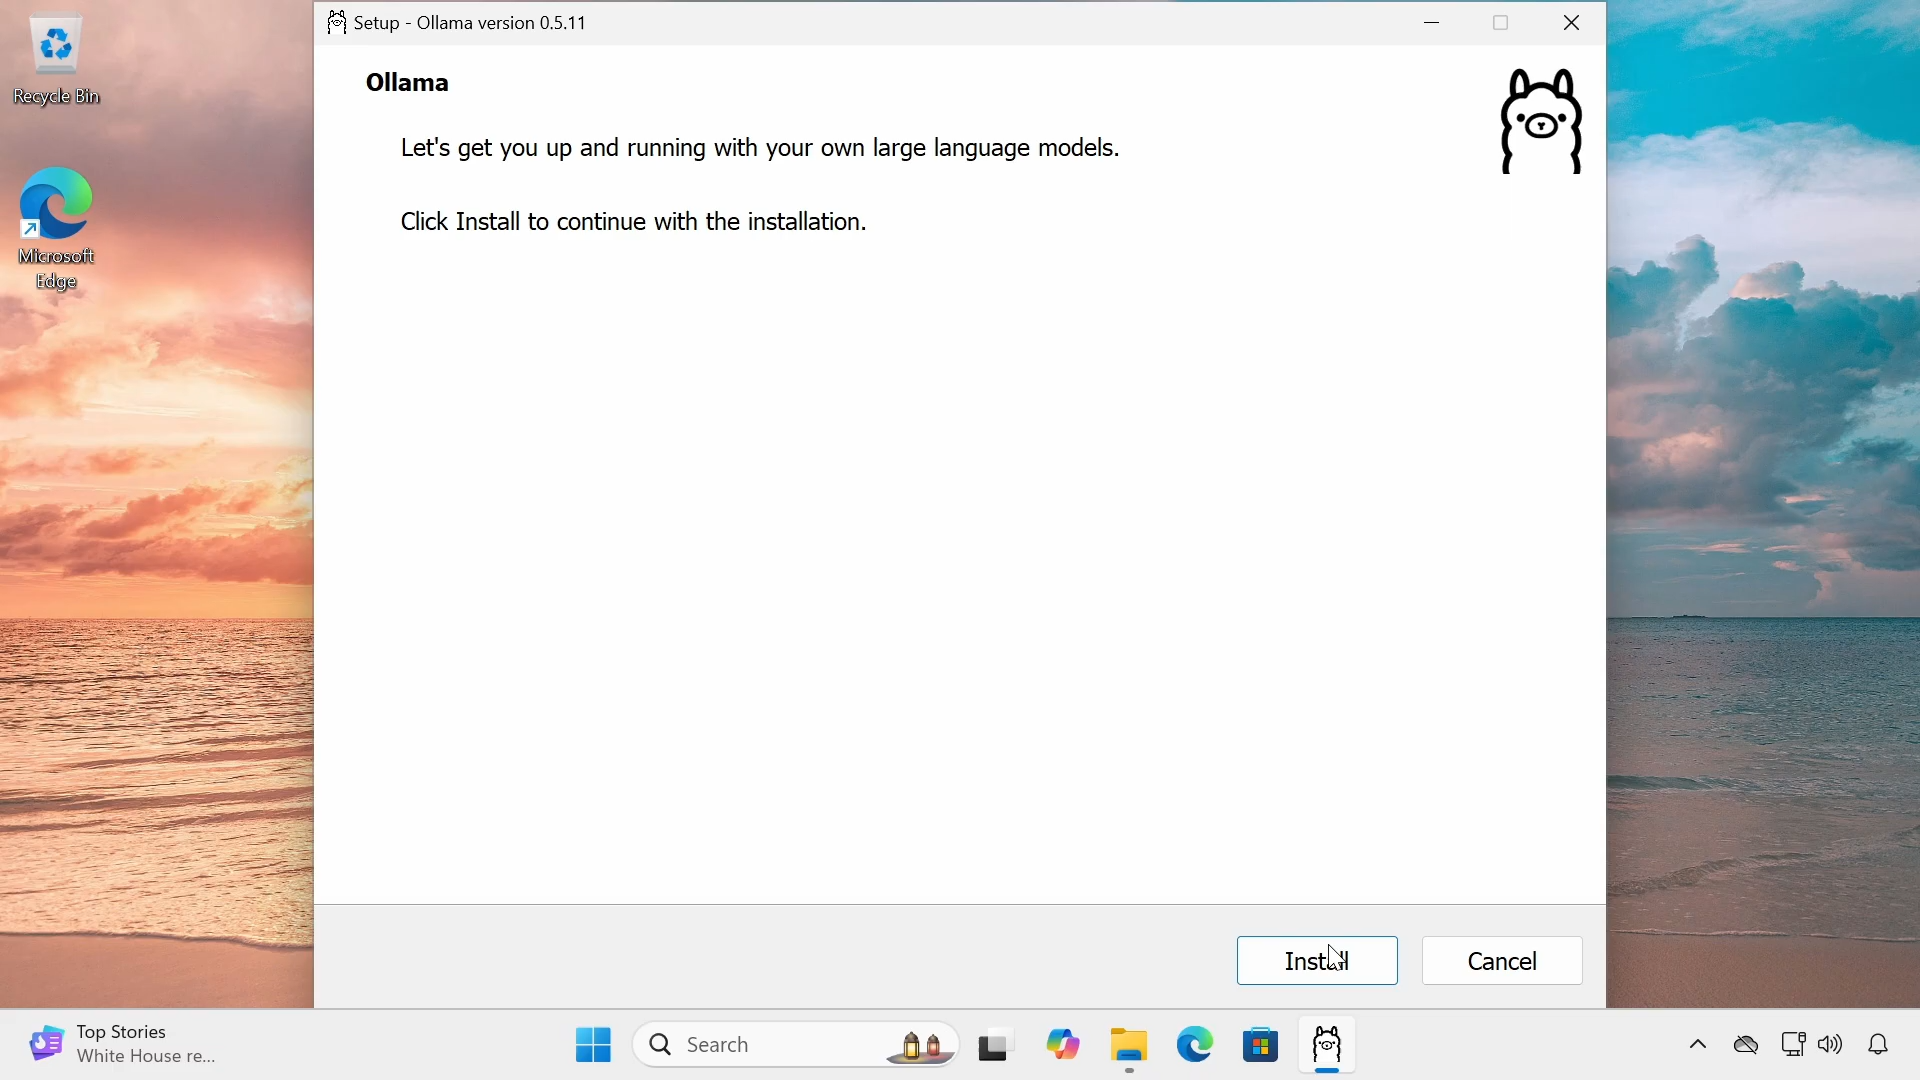 Setup - Ollama version 0.5.11
Recycle Bin
Microsoft
Edge
Ollama
Let's get you up and running with your own large language models.
Click Install to continue with the installation.
Install
Cancel
Top Stories
White House re...
Search